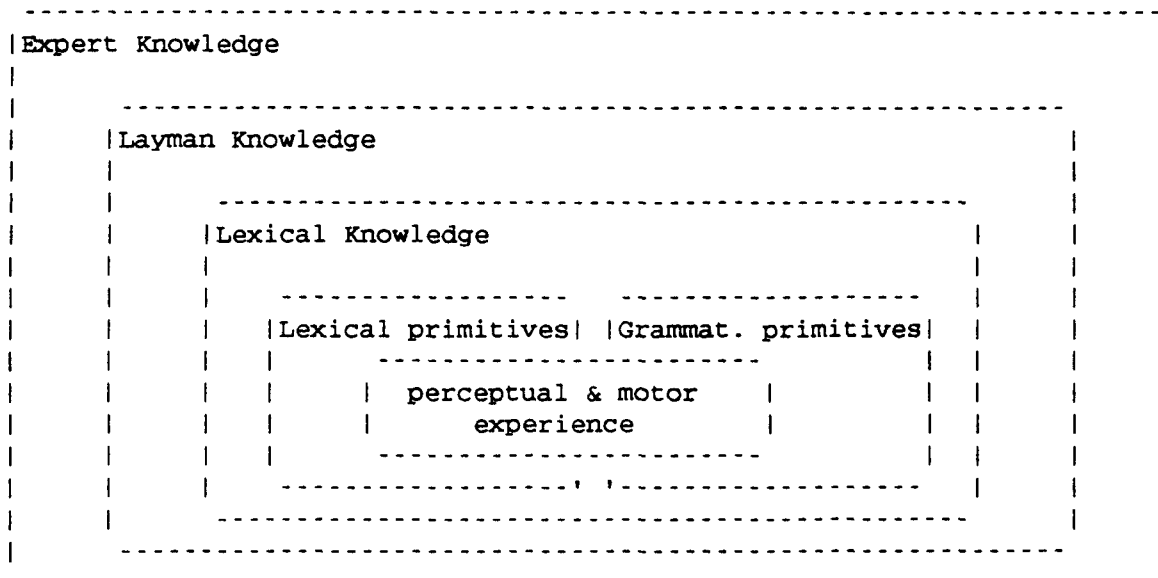 Expert Knowledge
Layman Knowledge
Lexical Knowledge
Lexical primitives Grammat. primitives
perceptual & motor
experience